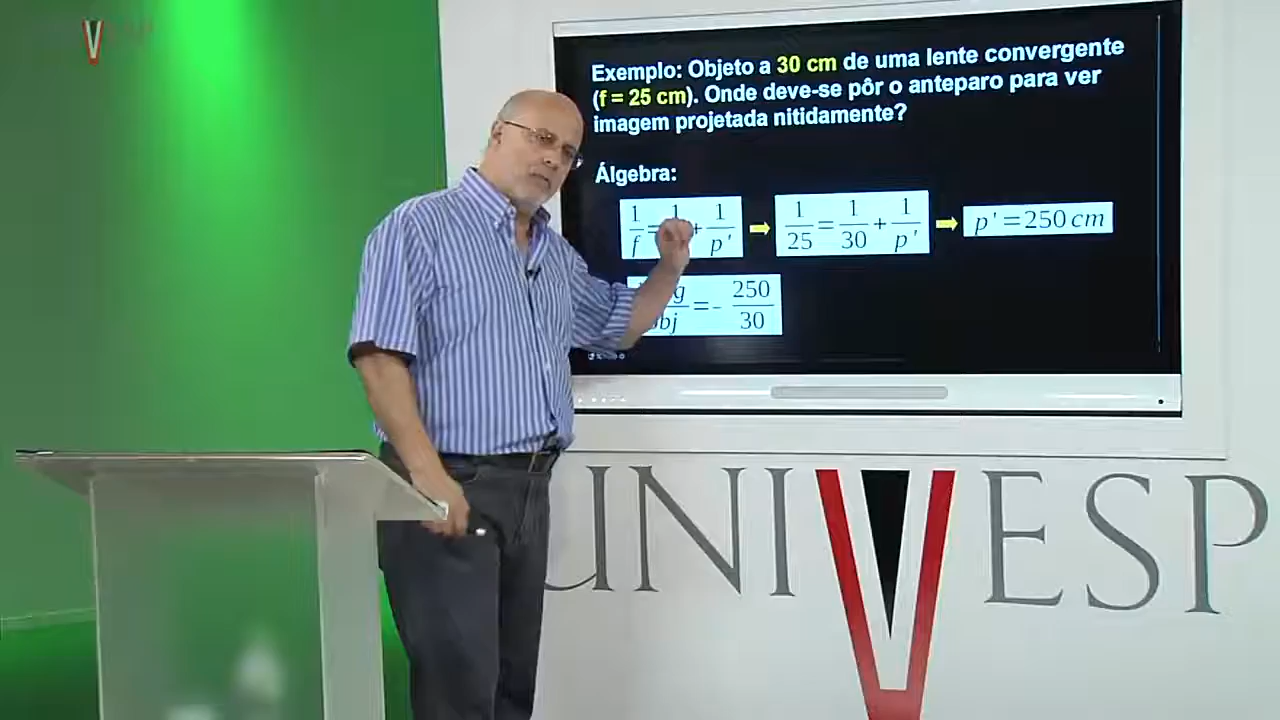 Exemplo: Objeto a 30 cm de uma lente convergente
(f = 25 cm). Onde deve-se pôr o anteparo para ver
imagem projetada nitidamente?
Álgebra:
1/f = 1/ + 1/p' 1/25 = 1/30 + 1/p' p' = 250 cm
= - 250/30
UNIVESP